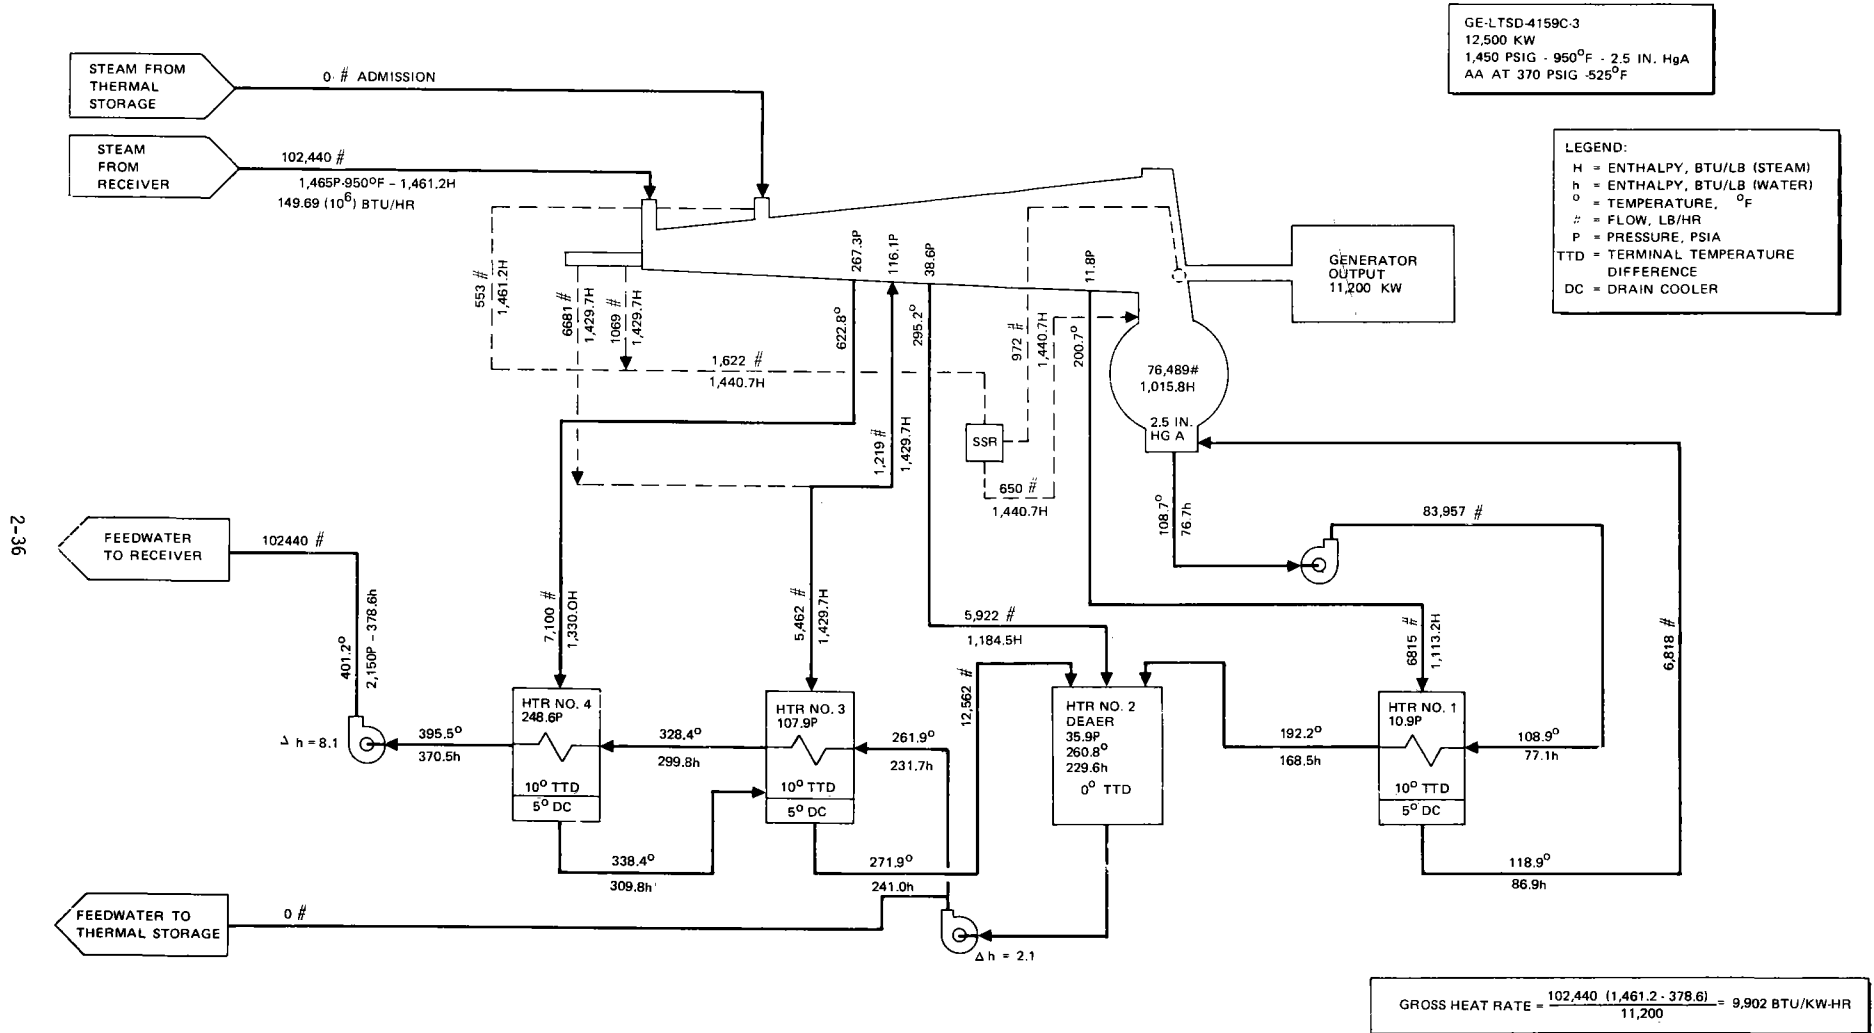 GE-LTSD-4159C-3
12,500 KW
1,450 PSIG - 950°F - 2.5 IN. HgA
AA AT 370 PSIG -525°F
STEAM FROM
THERMAL
STORAGE
0 # ADMISSION
STEAM
FROM
RECEIVER
102,440 #
1,465P-950°F - 1,461.2H
149.69 (10⁶) BTU/HR
LEGEND:
H = ENTHALPY, BTU/LB (STEAM)
h = ENTHALPY, BTU/LB (WATER)
° = TEMPERATURE, °F
# = FLOW, LB/HR
P = PRESSURE, PSIA
TTD = TERMINAL TEMPERATURE
DIFFERENCE
DC = DRAIN COOLER
GENERATOR
OUTPUT
11,200 KW
553 #
1,461.2H
6681 #
1,429.7H
1069 #
1,429.7H
267.3P
116.1P
38.6P
11.8P
622.8°
295.2°
200.7°
972 #
1,440.7H
1,622 #
1,440.7H
76,489#
1,015.8H
2.5 IN.
HG A
SSR
1,219 #
1,429.7H
650 #
1,440.7H
108.7°
76.7h
83,957 #
2-36
FEEDWATER
TO RECEIVER
102440 #
401.2°
2,150P - 378.6h
7,100 #
1,330.0H
5,462 #
1,429.7H
5,922 #
1,184.5H
12,562 #
6815 #
1,113.2H
6,818 #
HTR NO. 4
248.6P
10° TTD
5° DC
HTR NO. 3
107.9P
10° TTD
5° DC
HTR NO. 2
DEAER
35.9P
260.8°
229.6h
0° TTD
HTR NO. 1
10.9P
10° TTD
5° DC
Δ h = 8.1
395.5°
370.5h
328.4°
299.8h
261.9°
231.7h
192.2°
168.5h
108.9°
77.1h
338.4°
309.8h
271.9°
241.0h
118.9°
86.9h
FEEDWATER TO
THERMAL STORAGE
0 #
Δ h = 2.1
GROSS HEAT RATE = 102,440 (1,461.2 - 378.6) / 11,200 = 9,902 BTU/KW-HR